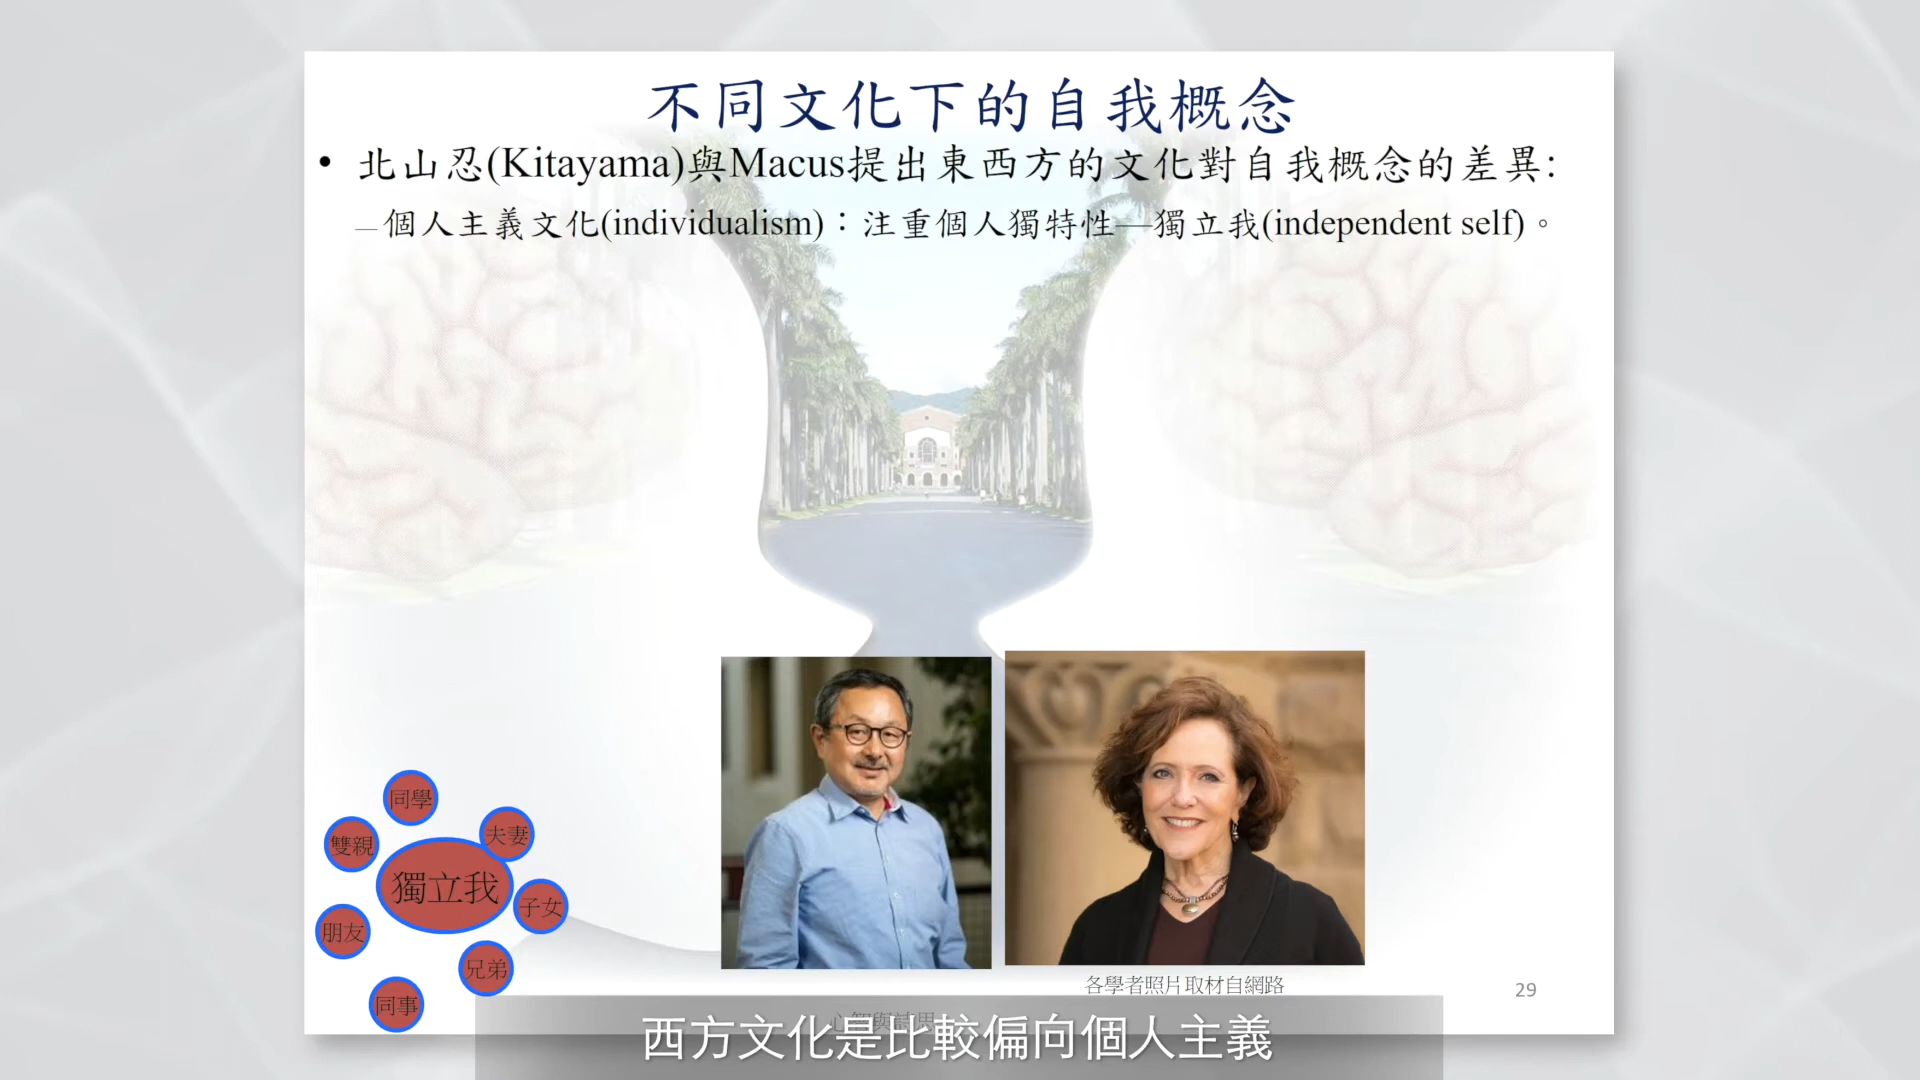 不同文化下的自我概念
• 北山忍(Kitayama)與Macus提出東西方的文化對自我概念的差異:
—個人主義文化(individualism)：注重個人獨特性—獨立我(independent self)。
同學
夫妻
雙親
獨立我
子女
朋友
兄弟
同事
各學者照片取材自網路
29
西方文化是比較偏向個人主義